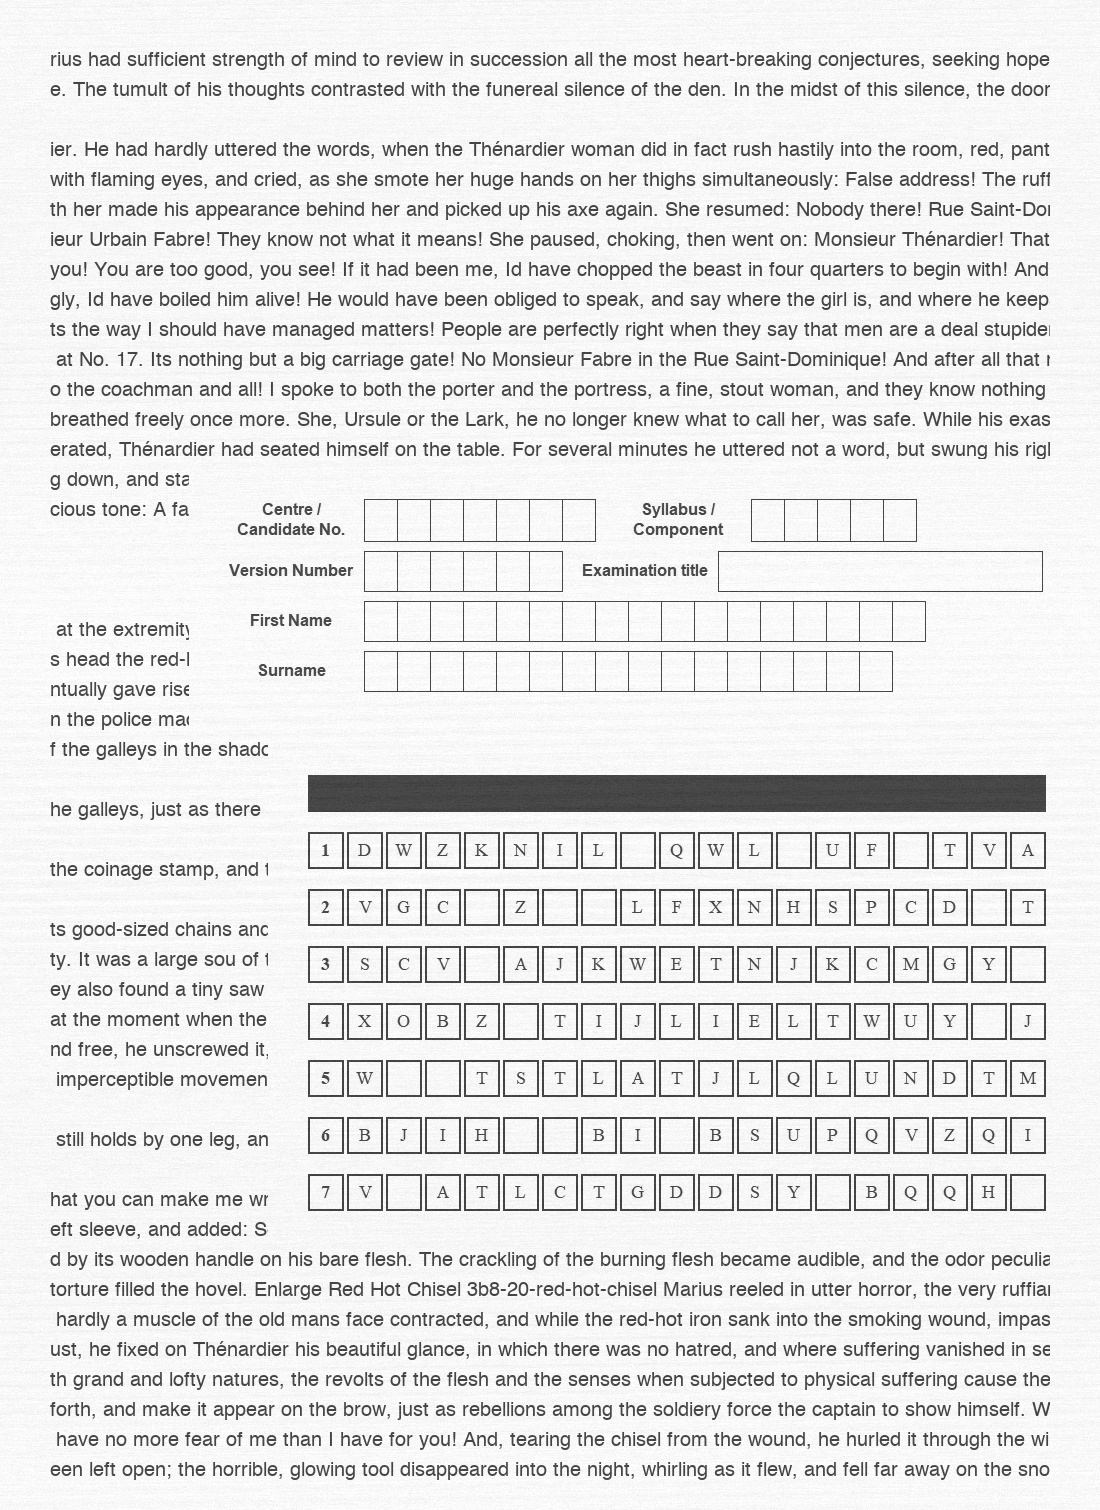 rius had sufficient strength of mind to review in succession all the most heart-breaking conjectures, seeking hope
e. The tumult of his thoughts contrasted with the funereal silence of the den. In the midst of this silence, the door
ier. He had hardly uttered the words, when the Thénardier woman did in fact rush hastily into the room, red, pant
with flaming eyes, and cried, as she smote her huge hands on her thighs simultaneously: False address! The ruff
th her made his appearance behind her and picked up his axe again. She resumed: Nobody there! Rue Saint-Dor
ieur Urbain Fabre! They know not what it means! She paused, choking, then went on: Monsieur Thénardier! That
you! You are too good, you see! If it had been me, Id have chopped the beast in four quarters to begin with! And
gly, Id have boiled him alive! He would have been obliged to speak, and say where the girl is, and where he keep
ts the way I should have managed matters! People are perfectly right when they say that men are a deal stupider
at No. 17. Its nothing but a big carriage gate! No Monsieur Fabre in the Rue Saint-Dominique! And after all that r
o the coachman and all! I spoke to both the porter and the portress, a fine, stout woman, and they know nothing
breathed freely once more. She, Ursule or the Lark, he no longer knew what to call her, was safe. While his exas
erated, Thénardier had seated himself on the table. For several minutes he uttered not a word, but swung his righ
g down, and sta
cious tone: A fa
Centre / Candidate No.
Syllabus / Component
Version Number
Examination title
First Name
Surname
at the extremity
s head the red-l
ntually gave rise
n the police mad
f the galleys in the shado
he galleys, just as there
the coinage stamp, and t
ts good-sized chains and
ty. It was a large sou of t
ey also found a tiny saw
at the moment when the
nd free, he unscrewed it,
imperceptible movemen
still holds by one leg, an
hat you can make me wr
eft sleeve, and added: S
1 D W Z K N I L Q W L U F T V A
2 V G C Z L F X N H S P C D T
3 S C V A J K W E T N J K C M G Y
4 X O B Z T I J L I E L T W U Y J
5 W T S T L A T J L Q L U N D T M
6 B J I H B I B S U P Q V Z Q I
7 V A T L C T G D D S Y B Q Q H
d by its wooden handle on his bare flesh. The crackling of the burning flesh became audible, and the odor peculia
torture filled the hovel. Enlarge Red Hot Chisel 3b8-20-red-hot-chisel Marius reeled in utter horror, the very ruffian
hardly a muscle of the old mans face contracted, and while the red-hot iron sank into the smoking wound, impas
ust, he fixed on Thénardier his beautiful glance, in which there was no hatred, and where suffering vanished in se
th grand and lofty natures, the revolts of the flesh and the senses when subjected to physical suffering cause the
forth, and make it appear on the brow, just as rebellions among the soldiery force the captain to show himself. W
have no more fear of me than I have for you! And, tearing the chisel from the wound, he hurled it through the wi
een left open; the horrible, glowing tool disappeared into the night, whirling as it flew, and fell far away on the sno